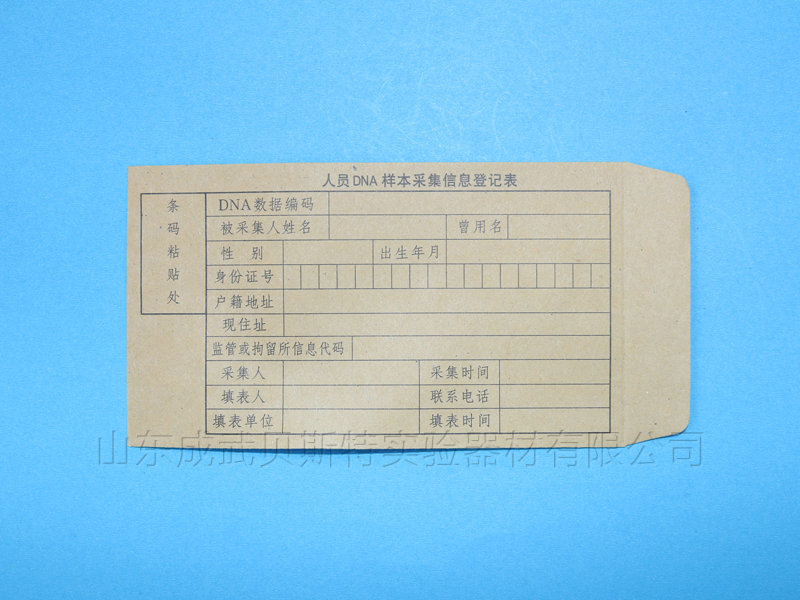 人员DNA 样本采集信息登记表
条码粘贴处
DNA数据编码
被采集人姓名 曾用名
性 别 出生年月
身份证号
户籍地址
现住址
监管或拘留所信息代码
采集人 采集时间
填表人 联系电话
填表单位 填表时间
山东成武贝斯特实验器材有限公司